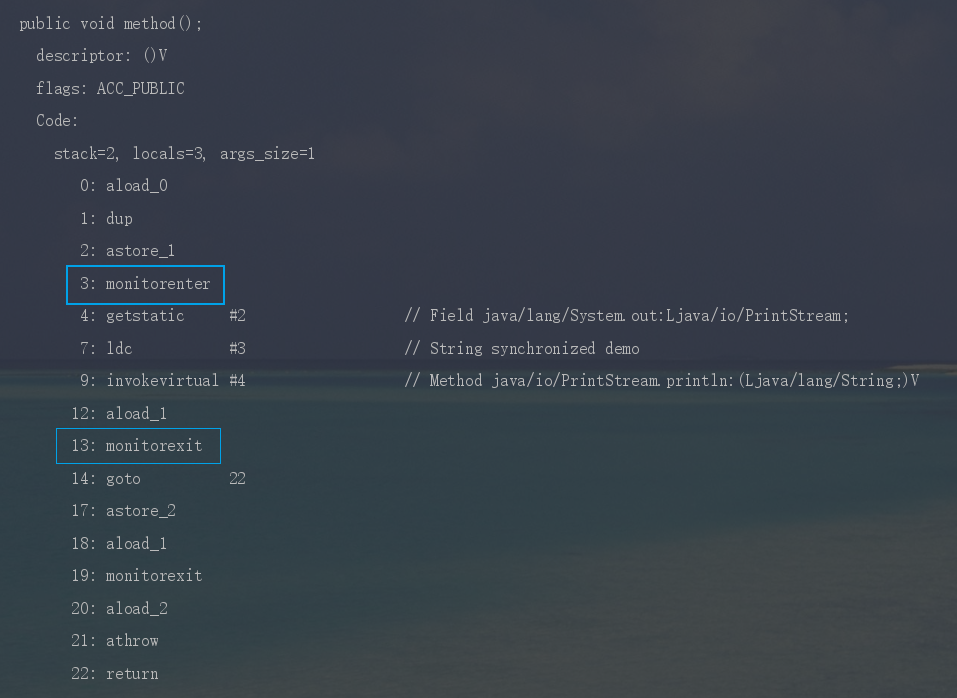 public void method();
descriptor: ()V
flags: ACC_PUBLIC
Code:
stack=2, locals=3, args_size=1
0: aload_0
1: dup
2: astore_1
3: monitorenter
4: getstatic #2 // Field java/lang/System.out:Ljava/io/PrintStream;
7: ldc #3 // String synchronized demo
9: invokevirtual #4 // Method java/io/PrintStream.println:(Ljava/lang/String;)V
12: aload_1
13: monitorexit
14: goto 22
17: astore_2
18: aload_1
19: monitorexit
20: aload_2
21: athrow
22: return